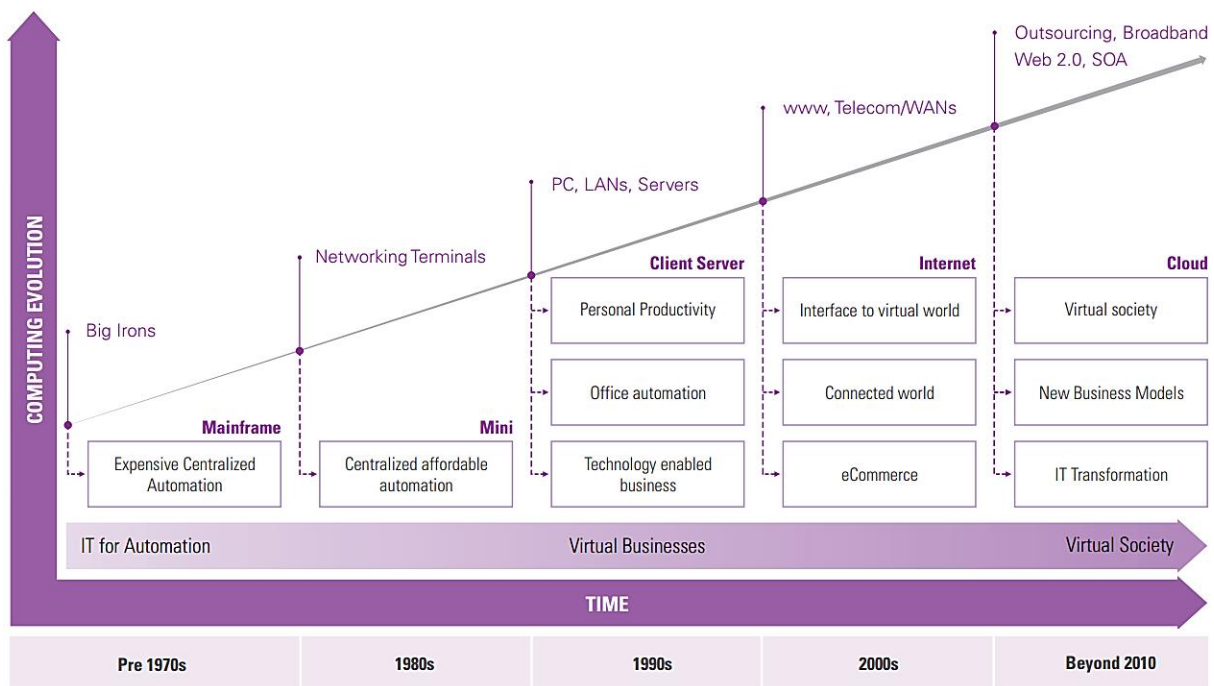 Outsourcing, Broadband
Web 2.0, SOA
www, Telecom/WANs
PC, LANs, Servers
Networking Terminals
Big Irons
COMPUTING EVOLUTION
Mainframe
Expensive Centralized
Automation
Mini
Centralized affordable
automation
Client Server
Personal Productivity
Office automation
Technology enabled
business
Internet
Interface to virtual world
Connected world
eCommerce
Cloud
Virtual society
New Business Models
IT Transformation
IT for Automation
Virtual Businesses
Virtual Society
TIME
Pre 1970s
1980s
1990s
2000s
Beyond 2010